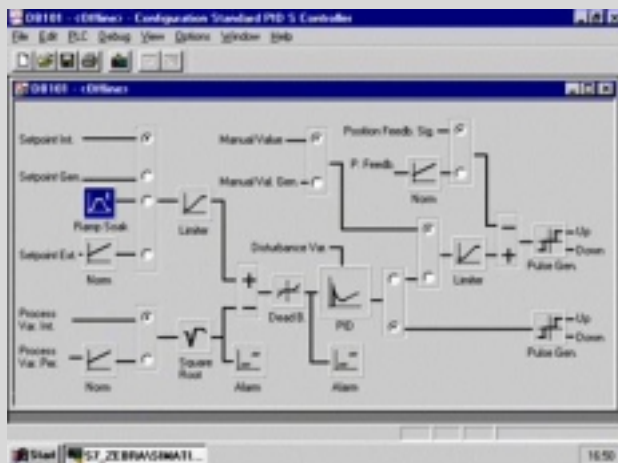 DB101 - <Offline> - Configuration Standard PID S Controller
File Edit PLC Debug View Options Window Help
DB101 - <Offline>
Setpoint Int.
Manual Value
Position Feedb. Sig.
Setpoint Gen.
Manual Val. Gen.
P. Feedb.
Norm
Ramp Soak
Limiter
Up
Down
Pulse Gen.
Setpoint Ext.
Norm.
Disturbance Var.
Limiter
Process
Var. Int.
Dead B.
PID
Up
Down
Pulse Gen.
Process
Var. Per.
Norm
Square
Root
Alarm
Alarm
Start
S7_ZEBRA\SIMATI...
16:50